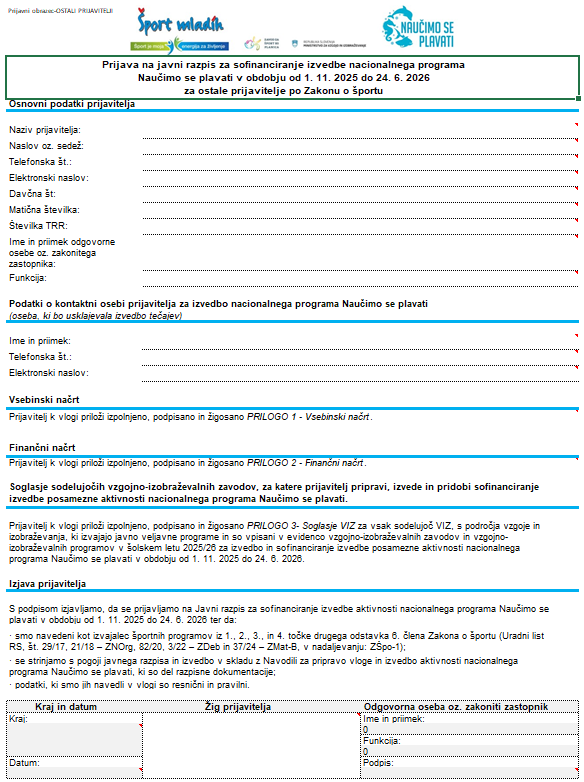 Prijavni obrazec-OSTALI PRIJAVITELJI
Šport mladih
Šport je moja energija za življenje
REPUBLIKA SLOVENIJA
MINISTRSTVO ZA VZGOJO IN IZOBRAŽEVANJE
NAUČIMO SE
PLAVATI
Prijava na javni razpis za sofinanciranje izvedbe nacionalnega programa
Naučimo se plavati v obdobju od 1. 11. 2025 do 24. 6. 2026
za ostale prijavitelje po Zakonu o športu
Osnovni podatki prijavitelja
Naziv prijavitelja:
Naslov oz. sedež:
Telefonska št.:
Elektronski naslov:
Davčna št:
Matična številka:
Številka TRR:
Ime in priimek odgovorne
osebe oz. zakonitega
zastopnika:
Funkcija:
Podatki o kontaktni osebi prijavitelja za izvedbo nacionalnega programa Naučimo se plavati
(oseba, ki bo usklajevala izvedbo tečajev)
Ime in priimek:
Telefonska št.:
Elektronski naslov:
Vsebinski načrt
Prijavitelj k vlogi priloži izpolnjeno, podpisano in žigosano PRILOGO 1 - Vsebinski načrt.
Finančni načrt
Prijavitelj k vlogi priloži izpolnjeno, podpisano in žigosano PRILOGO 2 - Finančni načrt.
Soglasje sodelujočih vzgojno-izobraževalnih zavodov, za katere prijavitelj pripravi, izvede in pridobi sofinanciranje
izvedbe posamezne aktivnosti nacionalnega programa Naučimo se plavati.
Prijavitelj k vlogi priloži izpolnjeno, podpisano in žigosano PRILOGO 3- Soglasje VIZ za vsak sodelujoč VIZ, s področja vzgoje in
izobraževanja, ki izvajajo javno veljavne programe in so vpisani v evidenco vzgojno-izobraževalnih zavodov in vzgojno-
izobraževalnih programov v šolskem letu 2025/26 za izvedbo in sofinanciranje izvedbe posamezne aktivnosti nacionalnega
programa Naučimo se plavati v obdobju od 1. 11. 2025 do 24. 6. 2026.
Izjava prijavitelja
S podpisom izjavljamo, da se prijavljamo na Javni razpis za sofinanciranje izvedbe aktivnosti nacionalnega programa Naučimo se
plavati v obdobju od 1. 11. 2025 do 24. 6. 2026 ter da:
· smo navedeni kot izvajalec športnih programov iz 1., 2., 3., in 4. točke drugega odstavka 6. člena Zakona o športu (Uradni list
RS, št. 29/17, 21/18 – ZNOrg, 82/20, 3/22 – ZDeb in 37/24 – ZMat-B, v nadaljevanju: ZŠpo-1);
· se strinjamo s pogoji javnega razpisa in izvedbo v skladu z Navodili za pripravo vloge in izvedbo aktivnosti nacionalnega
programa Naučimo se plavati, ki so del razpisne dokumentacije;
· podatki, ki smo jih navedli v vlogi so resnični in pravilni.
Kraj in datum Žig prijavitelja Odgovorna oseba oz. zakoniti zastopnik
Kraj: Ime in priimek:
0
Funkcija:
0
Datum: Podpis: